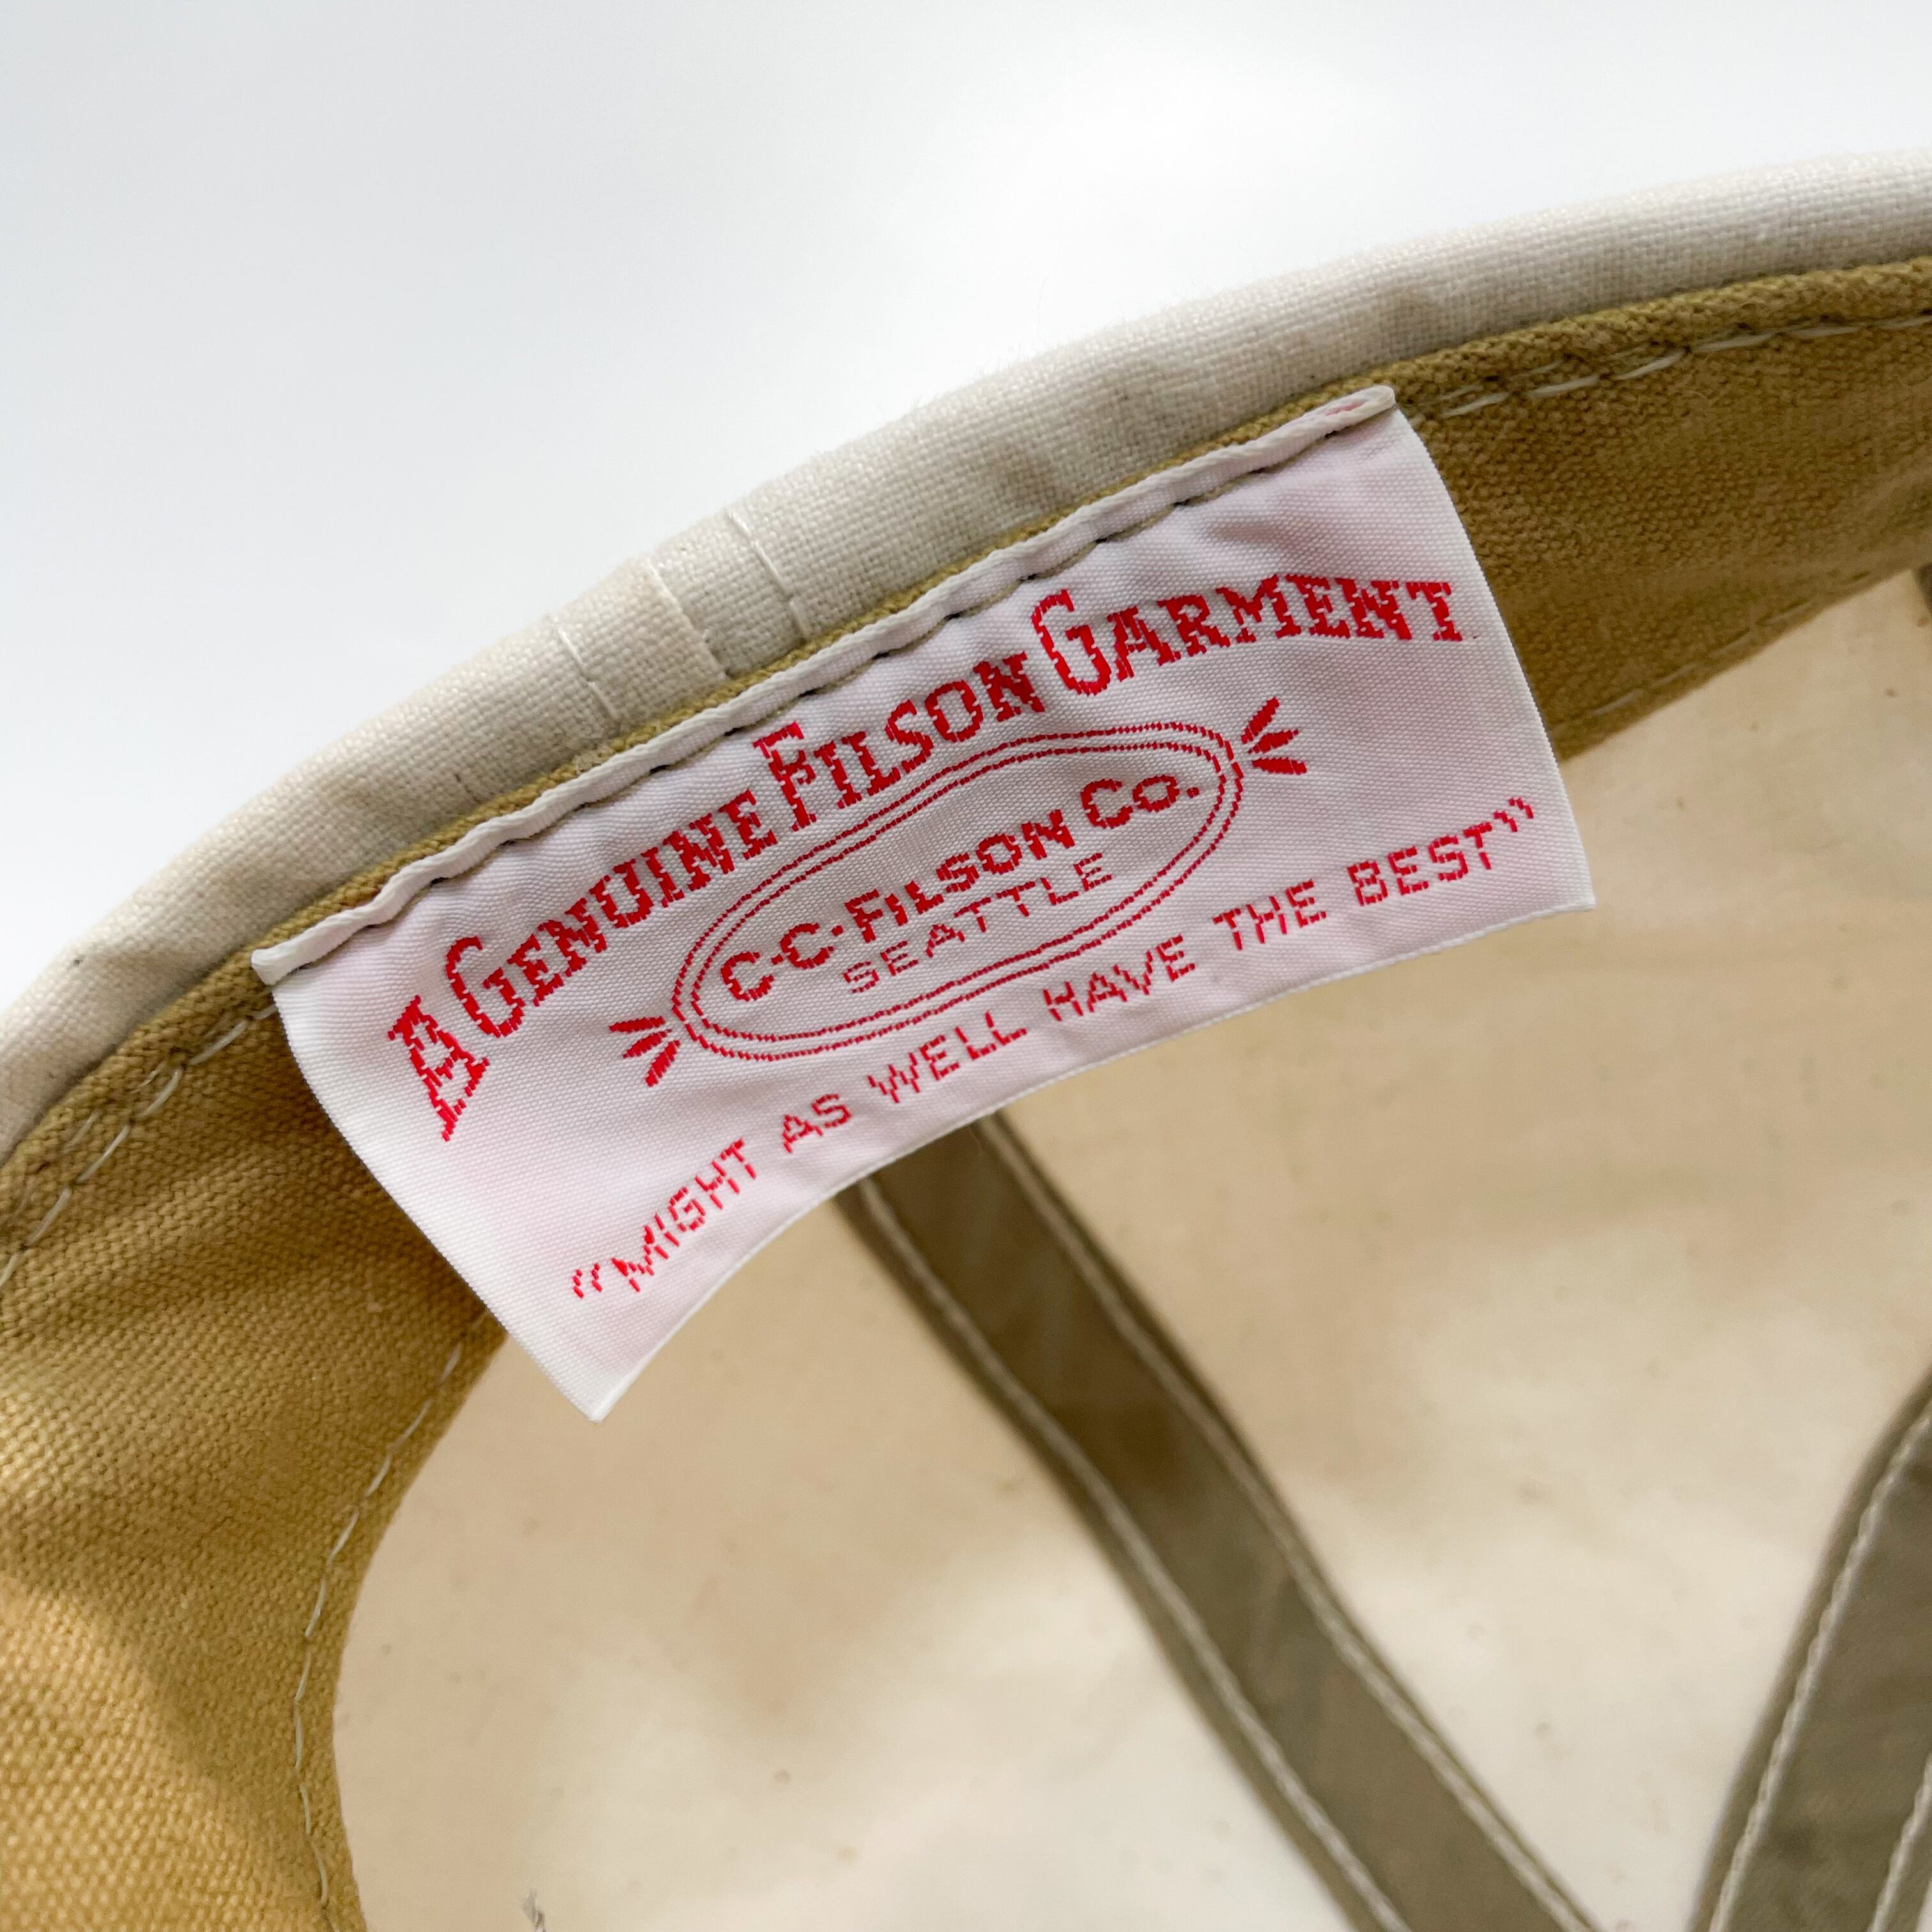 A GENUINE FILSON GARMENT
C·C·FILSON CO.
SEATTLE
"MIGHT AS WELL HAVE THE BEST"